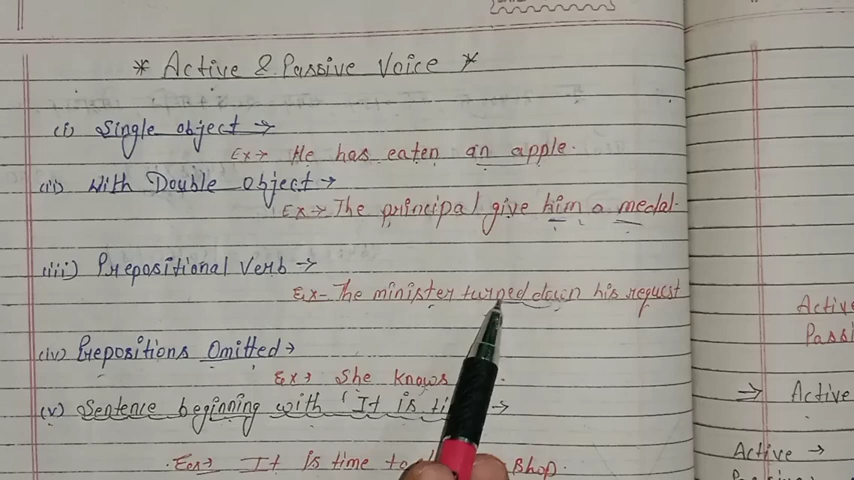 * Active & Passive Voice *
(i) Single object →
Ex → He has eaten an apple.
(ii) With Double object →
Ex → The principal give him a medal.
(iii) Prepositional Verb →
Ex - The minister turned down his request
(iv) Prepositions Omitted →
Ex → She knows
(v) Sentence beginning with 'It is ti →
Ex → It is time to shop.
Active
Passi
⇒ Active
Active →